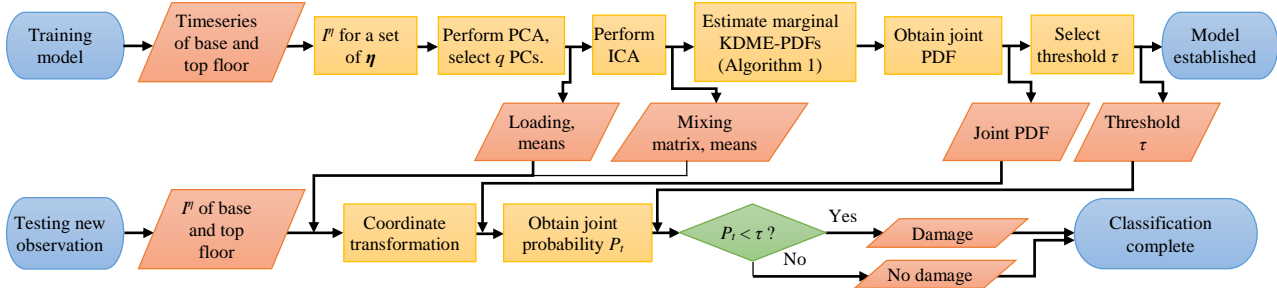 Training
model
Timeseries
of base and
top floor
I^η for a set
of η
Perform PCA,
select q PCs.
Perform
ICA
Estimate marginal
KDME-PDFs
(Algorithm 1)
Obtain joint
PDF
Select
threshold τ
Model
established
Loading,
means
Mixing
matrix, means
Joint PDF
Threshold
τ
Testing new
observation
I^η of base
and top
floor
Coordinate
transformation
Obtain joint
probability P_t
P_t < τ ?
Yes
No
Damage
No damage
Classification
complete